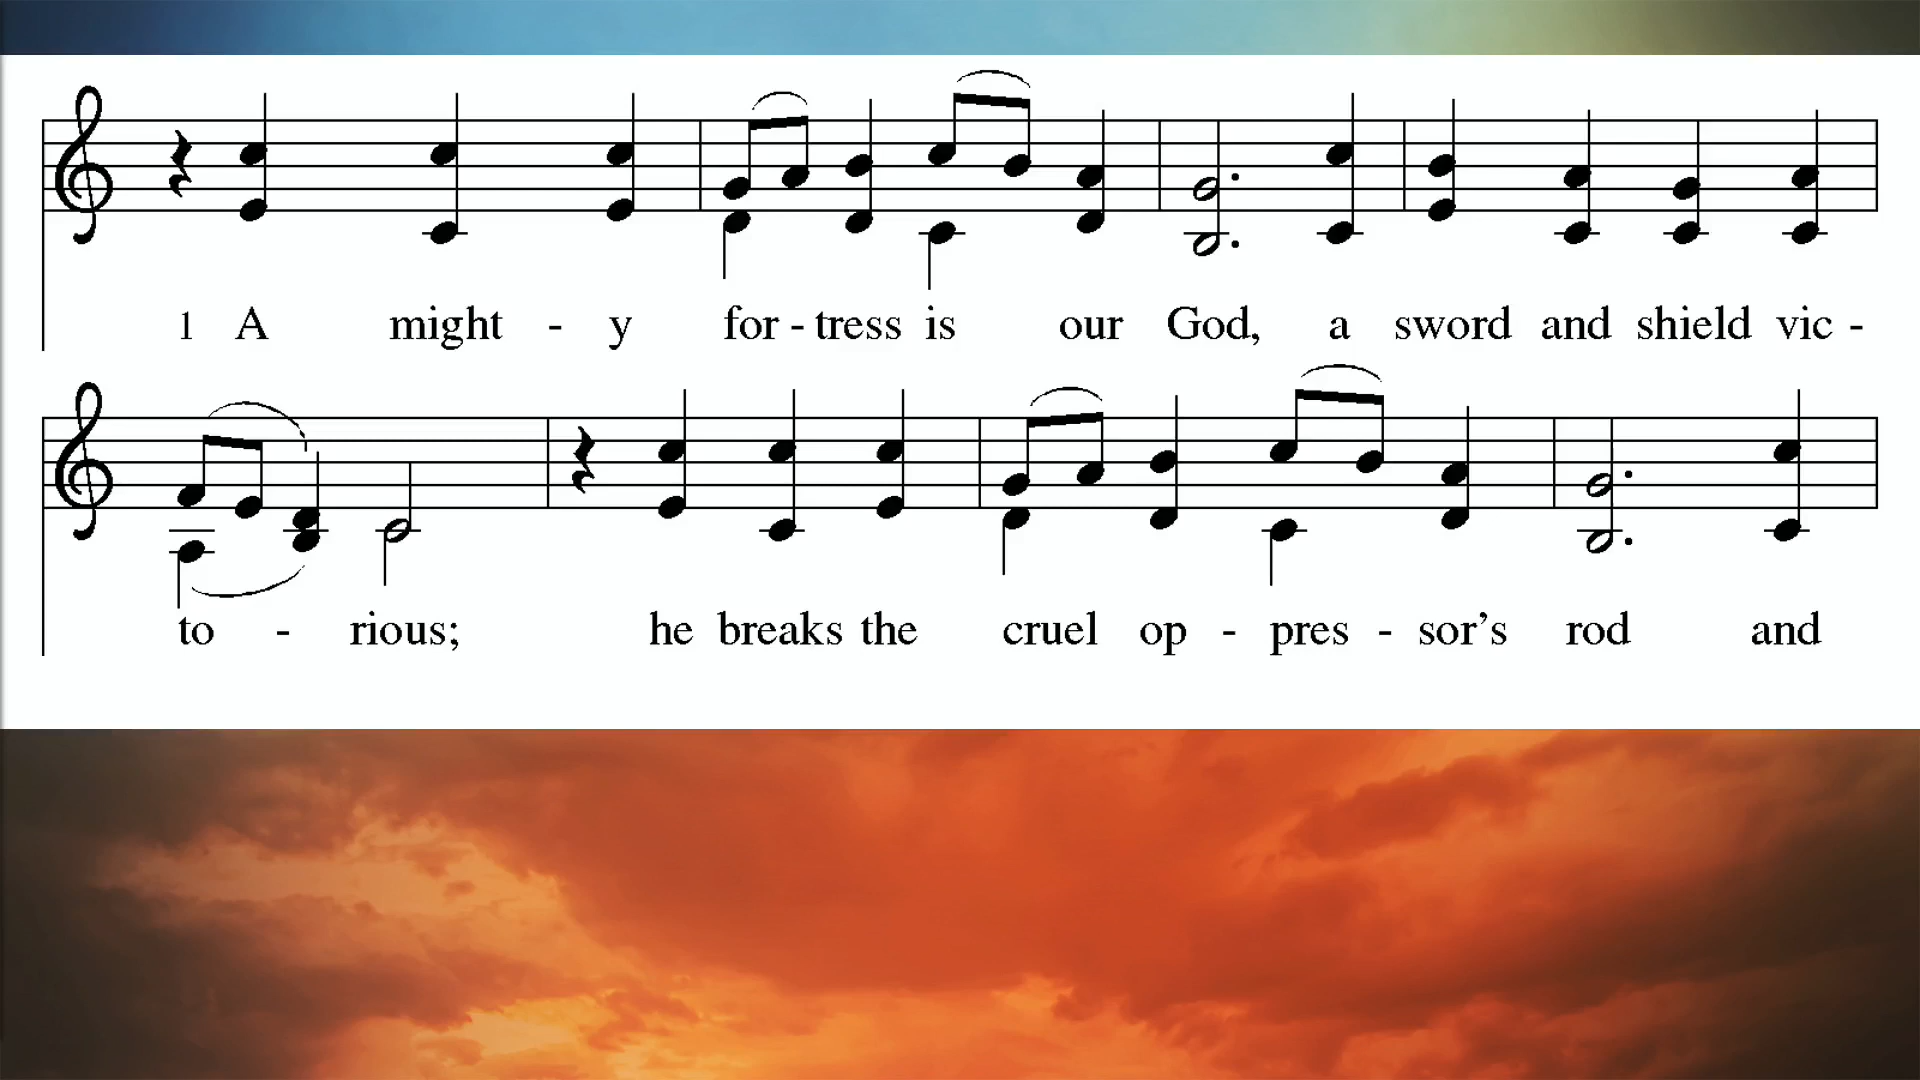 1 A might - y for - tress is our God, a sword and shield vic -
to - rious; he breaks the cruel op - pres - sor's rod and